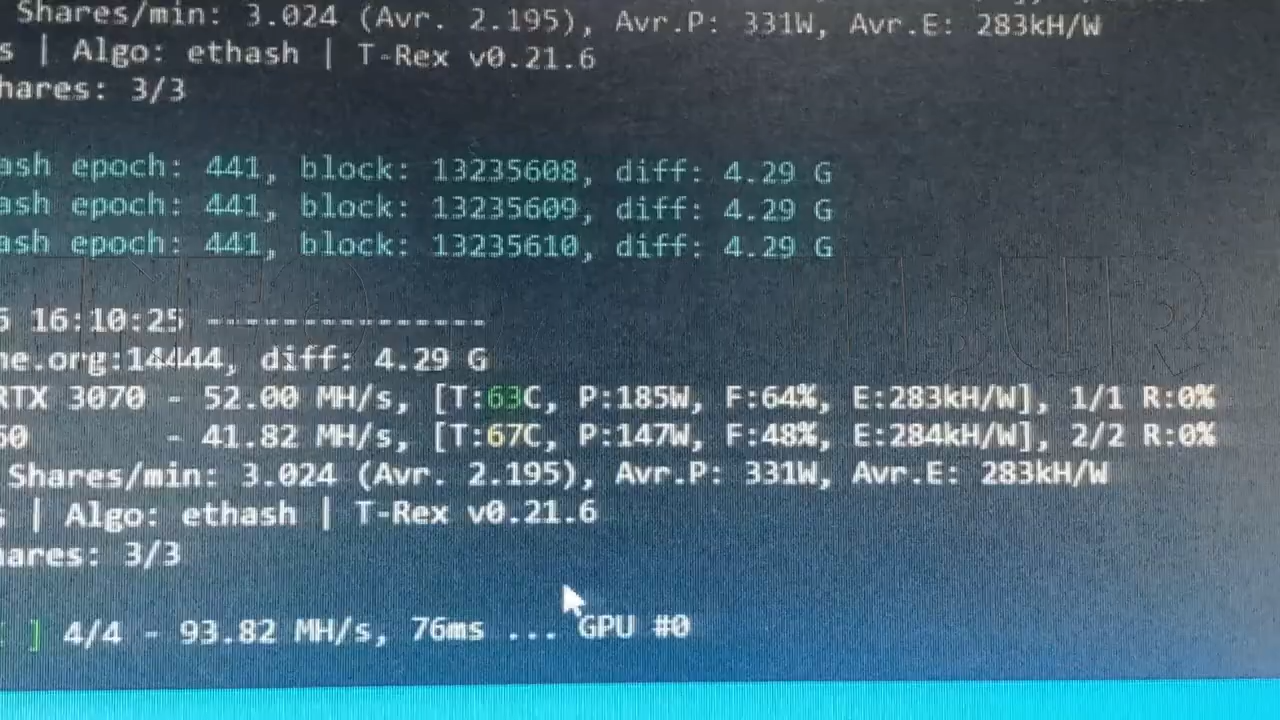 Shares/min: 3.024 (Avr. 2.195), Avr.P: 331W, Avr.E: 283kH/W
s | Algo: ethash | T-Rex v0.21.6
hares: 3/3
ash epoch: 441, block: 13235608, diff: 4.29 G
ash epoch: 441, block: 13235609, diff: 4.29 G
ash epoch: 441, block: 13235610, diff: 4.29 G
16:10:25 ---------------
ne.org:14444, diff: 4.29 G
RTX 3070 - 52.00 MH/s, [T:63C, P:185W, F:64%, E:283kH/W], 1/1 R:0%
60 - 41.82 MH/s, [T:67C, P:147W, F:48%, E:284kH/W], 2/2 R:0%
Shares/min: 3.024 (Avr. 2.195), Avr.P: 331W, Avr.E: 283kH/W
s | Algo: ethash | T-Rex v0.21.6
hares: 3/3
] 4/4 - 93.82 MH/s, 76ms ... GPU #0